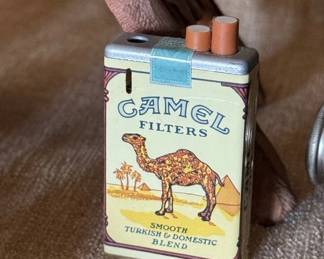 CAMEL
FILTERS
SMOOTH
TURKISH & DOMESTIC
BLEND